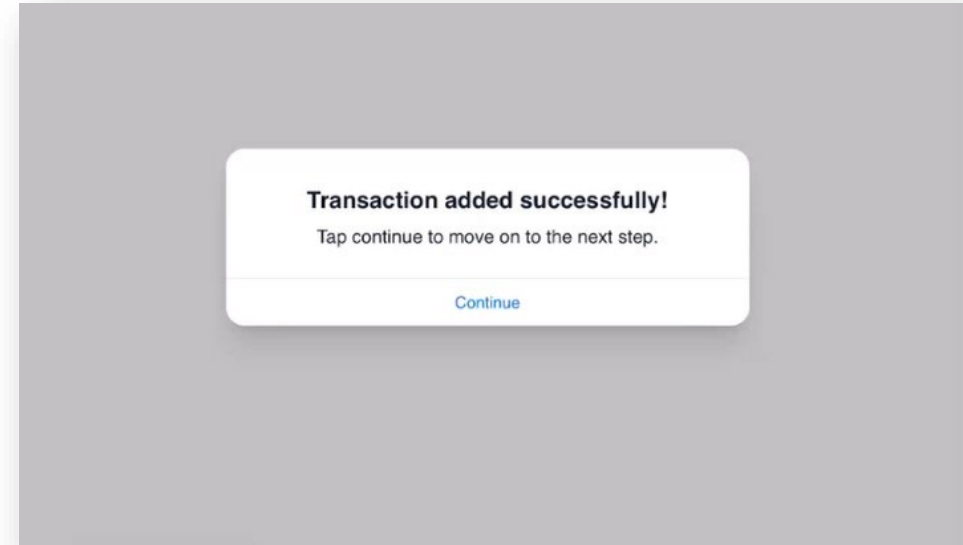 Transaction added successfully!
Tap continue to move on to the next step.
Continue